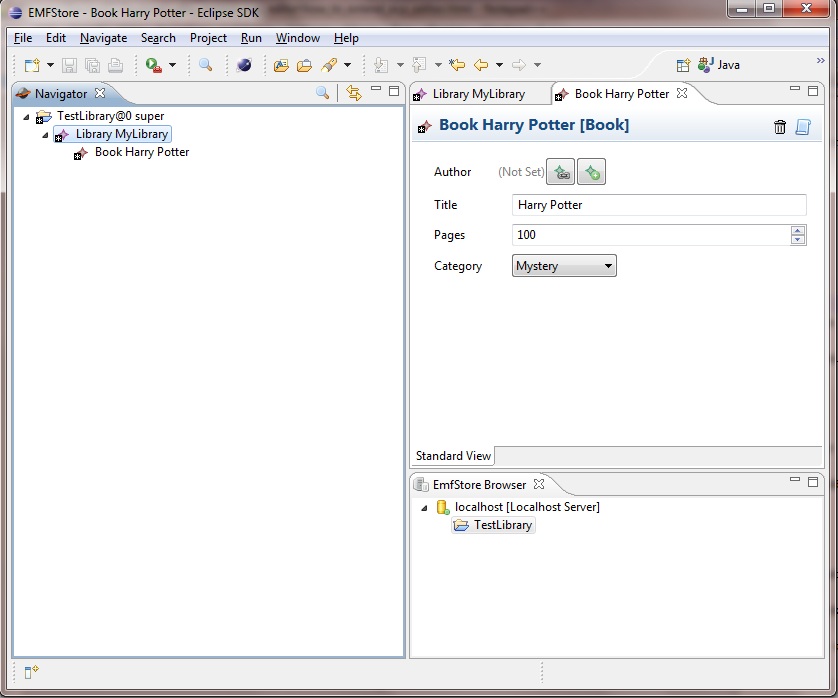 EMFStore - Book Harry Potter - Eclipse SDK
File Edit Navigate Search Project Run Window Help
Java
Navigator
TestLibrary@0 super
Library MyLibrary
Book Harry Potter
Library MyLibrary
Book Harry Potter
Book Harry Potter [Book]
Author (Not Set)
Title Harry Potter
Pages 100
Category Mystery
Standard View
EmfStore Browser
localhost [Localhost Server]
TestLibrary